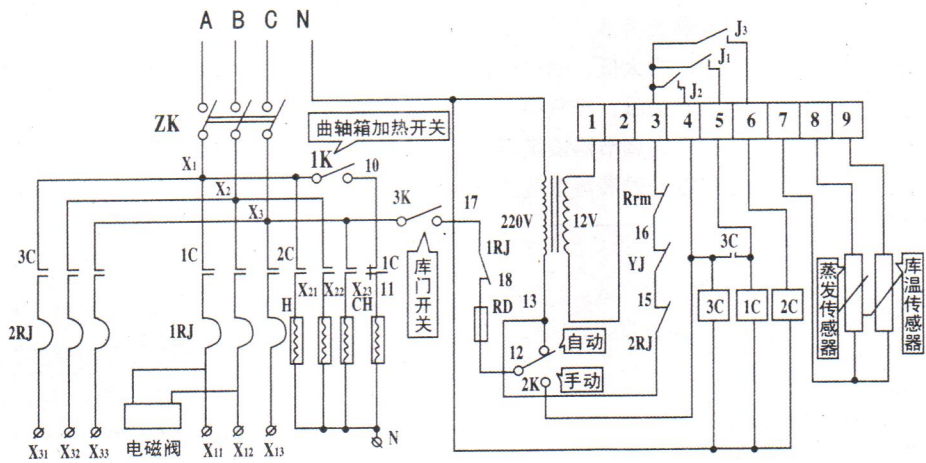 A B C N
J3
J1
J2
ZK
曲轴箱加热开关
1 2 3 4 5 6 7 8 9
X1
1K 10
X2
X3
3K 17
220V 12V
Rrm
16
YJ
15
2RJ
3C 1C 2C
X21 X22 X23
1C
11
库门开关
1RJ
18
RD
13
3C
3C 1C 2C
蒸发传感器
库温传感器
H CH
2RJ 1RJ
12
自动
2K
手动
电磁阀
N
X31 X32 X33 X11 X12 X13